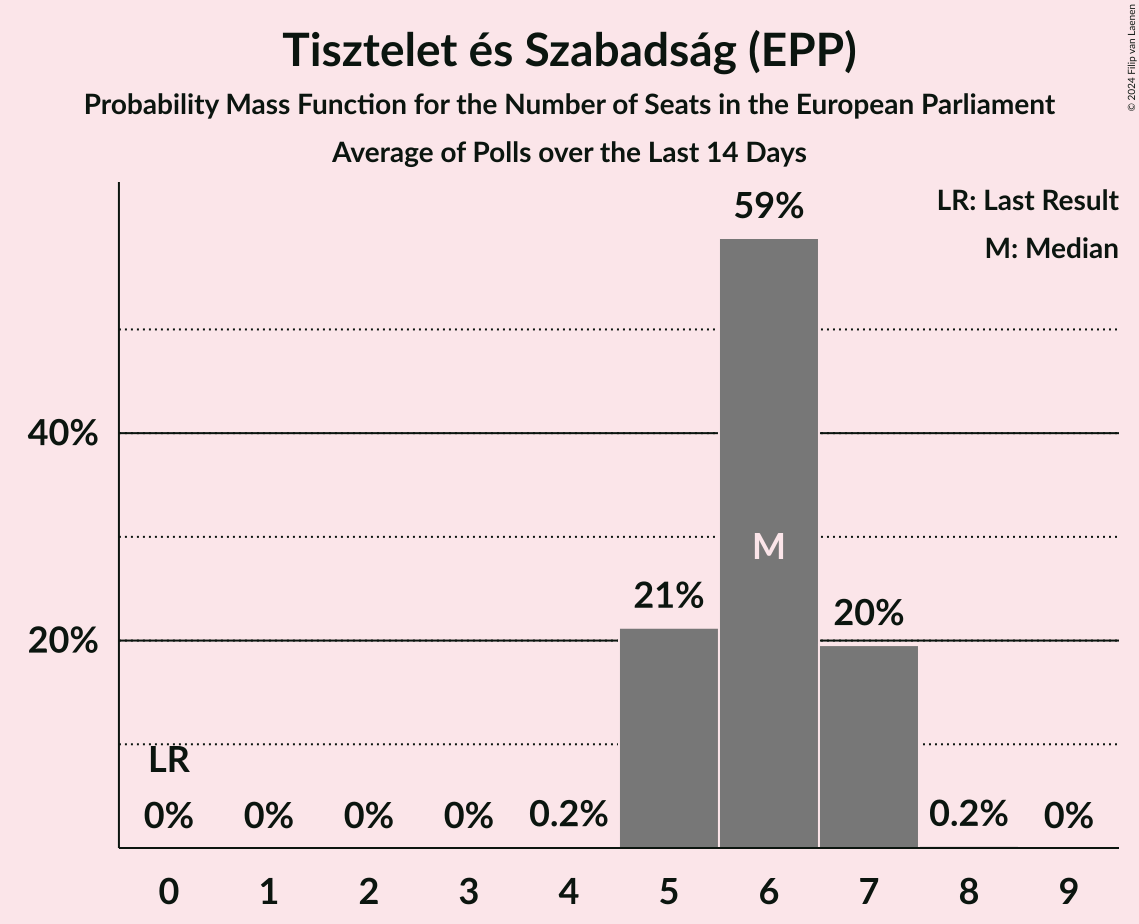 Tisztelet és Szabadság (EPP)
Probability Mass Function for the Number of Seats in the European Parliament
Average of Polls over the Last 14 Days
© 2024 Filip van Laenen
LR: Last Result
M: Median
59%
40%
M
21%
20%
20%
LR
0% 0% 0% 0% 0.2% 0.2% 0%
0 1 2 3 4 5 6 7 8 9